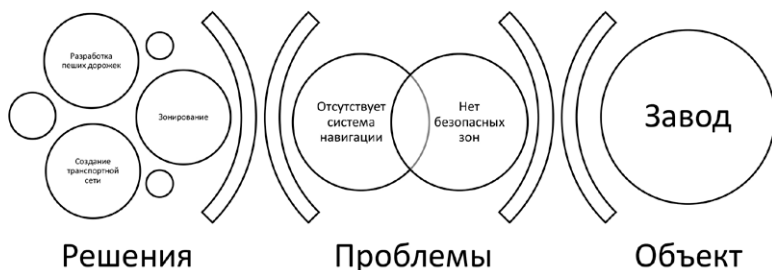 Разработка
пеших дорожек
Зонирование
Создание
транспортной
сети
Отсутствует
система
навигации
Нет
безопасных
зон
Завод
Решения
Проблемы
Объект